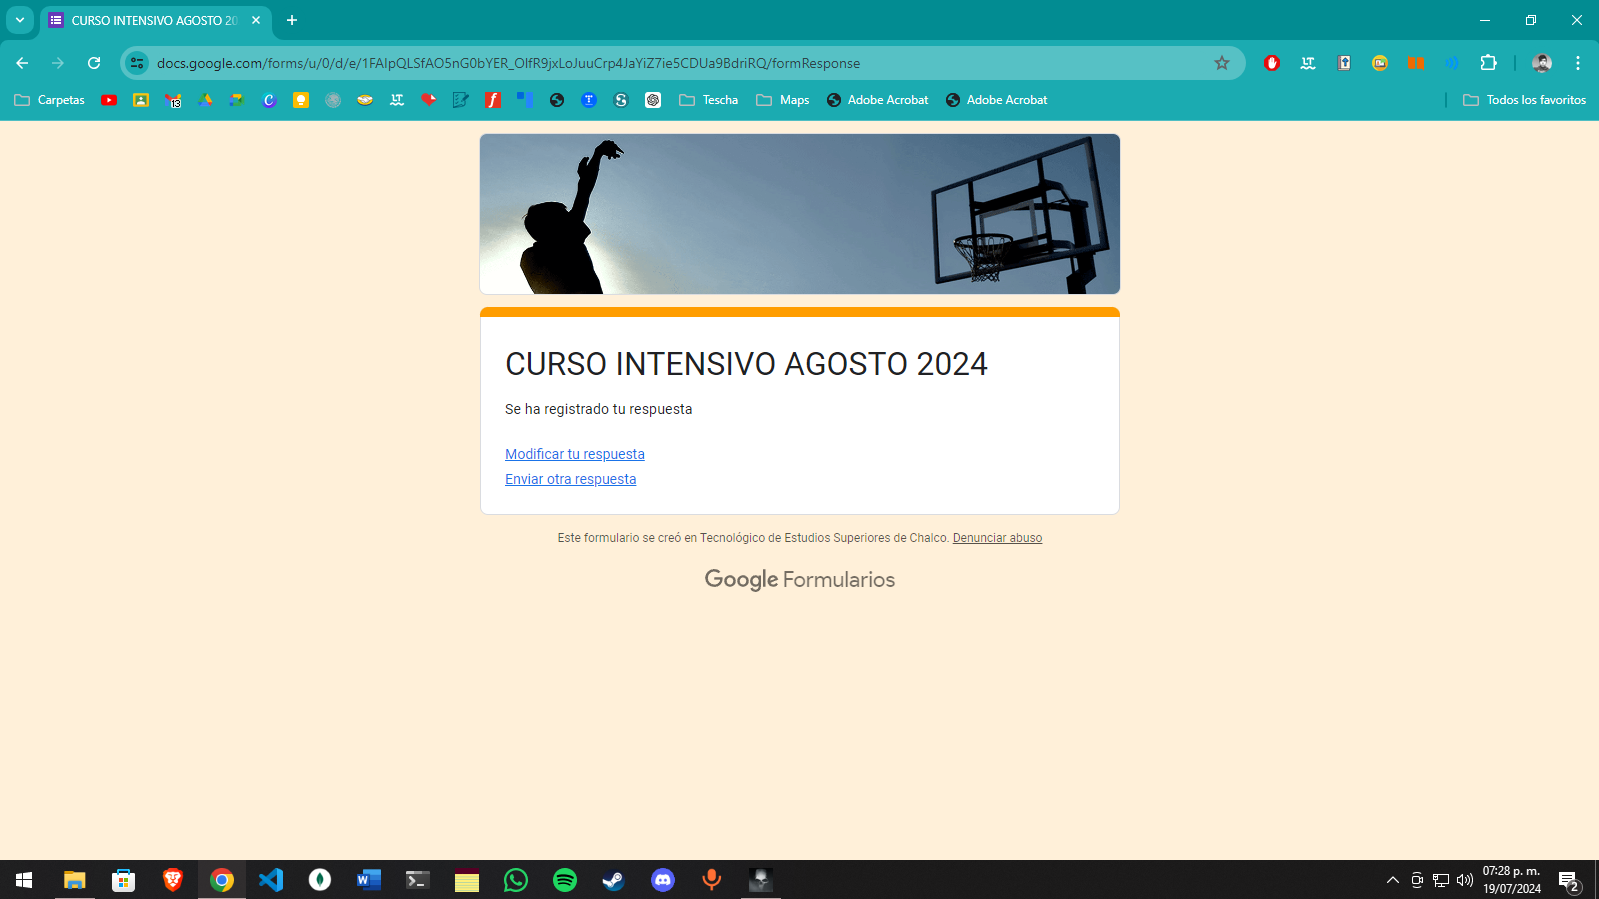 CURSO INTENSIVO AGOSTO 20
docs.google.com/forms/u/0/d/e/1FAIpQLSfAO5nG0bYER_OlfR9jxLoJuuCrp4JaYiZ7ie5CDUa9BdriRQ/formResponse
Carpetas
13
Tescha
Maps
Adobe Acrobat
Adobe Acrobat
Todos los favoritos
CURSO INTENSIVO AGOSTO 2024
Se ha registrado tu respuesta
Modificar tu respuesta
Enviar otra respuesta
Este formulario se creó en Tecnológico de Estudios Superiores de Chalco. Denunciar abuso
Google Formularios
07:28 p. m.
19/07/2024
2